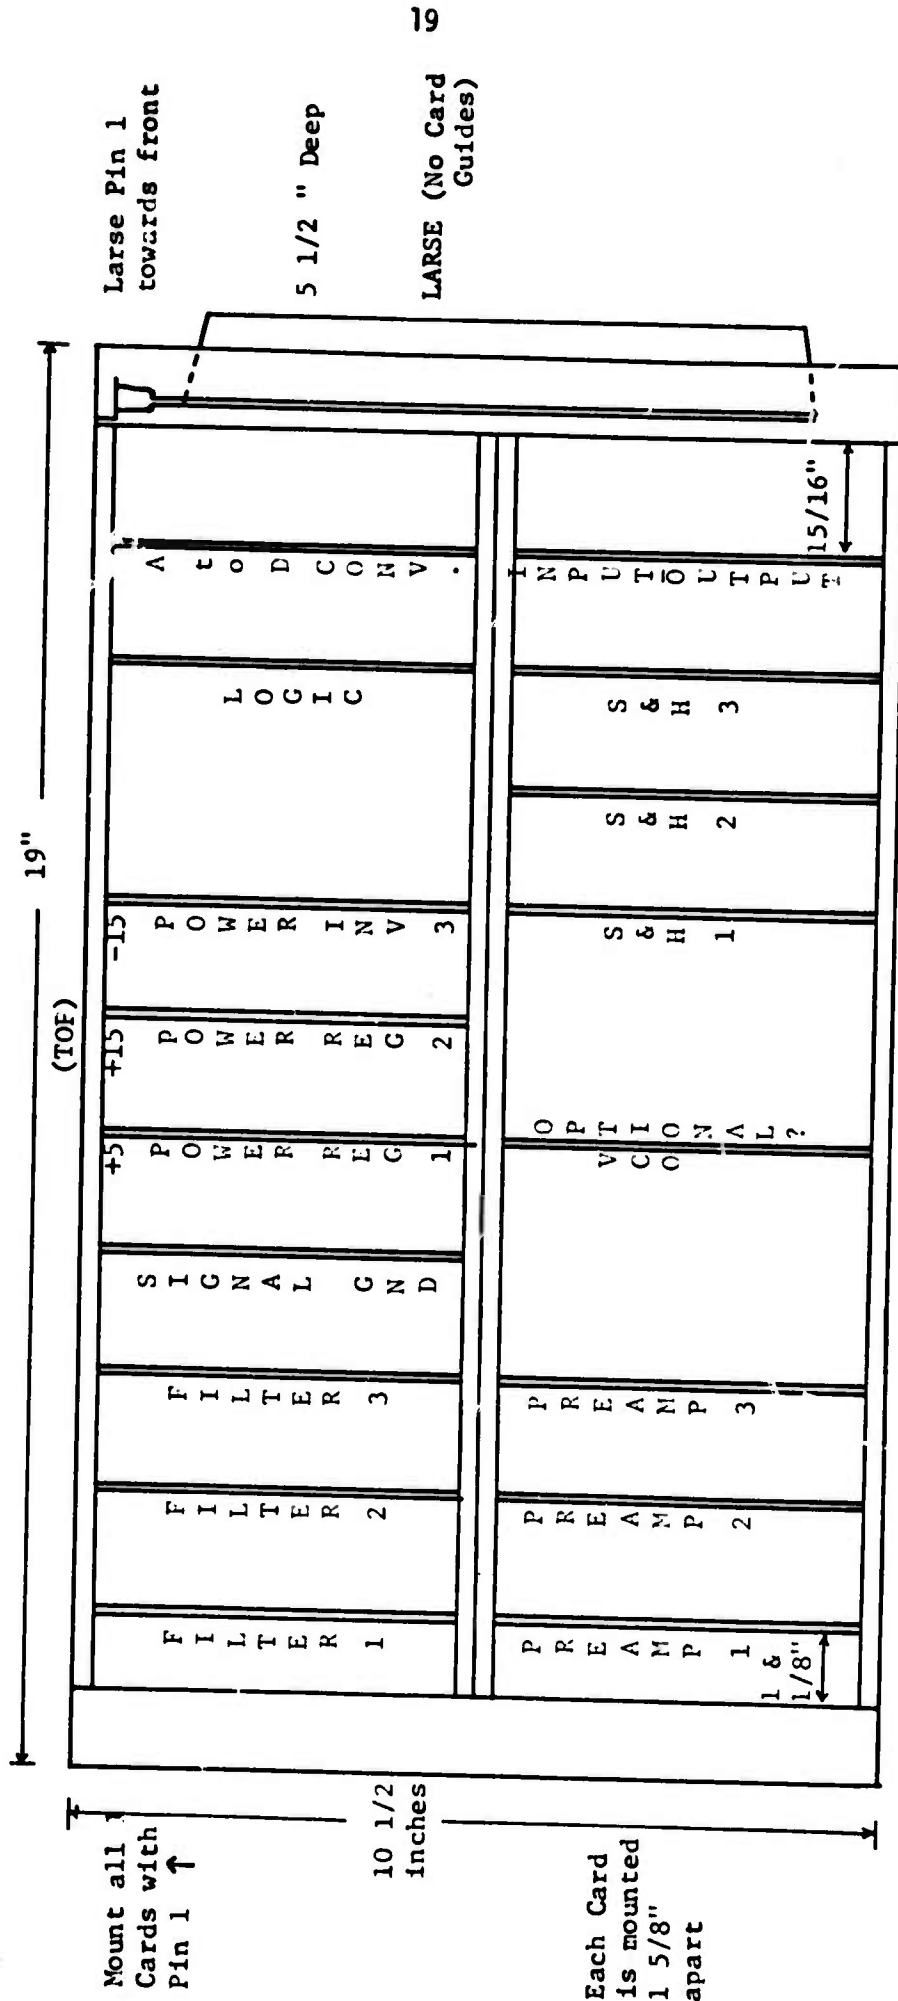 19
19"
(TOP)
Mount all
Cards with
Pin 1 ↑
10 1/2
inches
Each Card
is mounted
1 5/8"
apart
FILTER 1
FILTER 2
FILTER 3
SIGNAL GND
+5 POWER REG 1
+15 POWER REG 2
-15 POWER INV 3
LOGIC
A to D CONV.
PREAMP 1
1 &
1/8"
PREAMP 2
PREAMP 3
OPTIONAL?
VCO
S&H 1
S&H 2
S&H 3
INPUT OUTPUT
15/16"
Larse Pin 1
towards front
5 1/2 " Deep
LARSE (No Card
Guides)